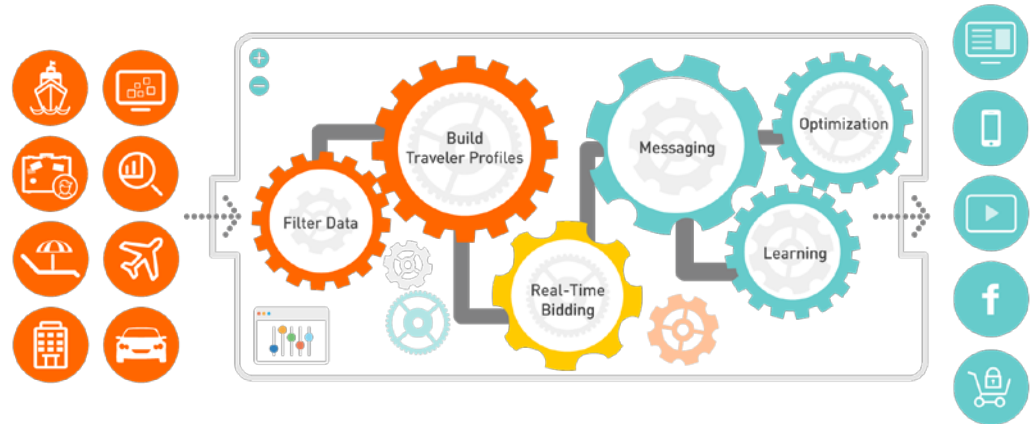 Filter Data
Build
Traveler Profiles
Real-Time
Bidding
Messaging
Optimization
Learning